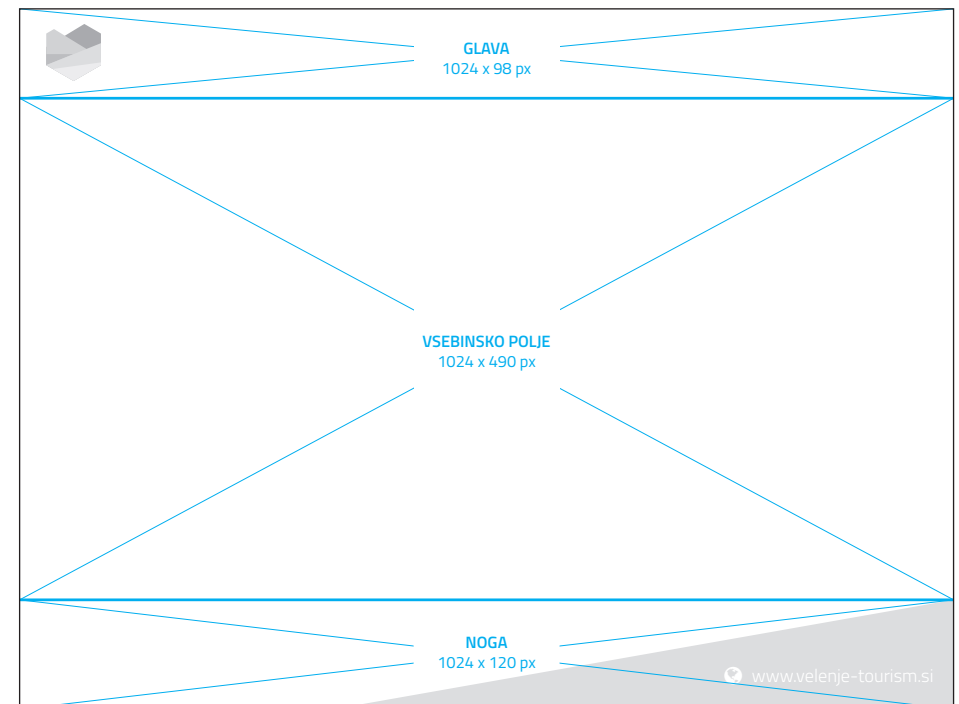 GLAVA
1024 x 98 px
VSEBINSKO POLJE
1024 x 490 px
NOGA
1024 x 120 px
www.velenje-tourism.si